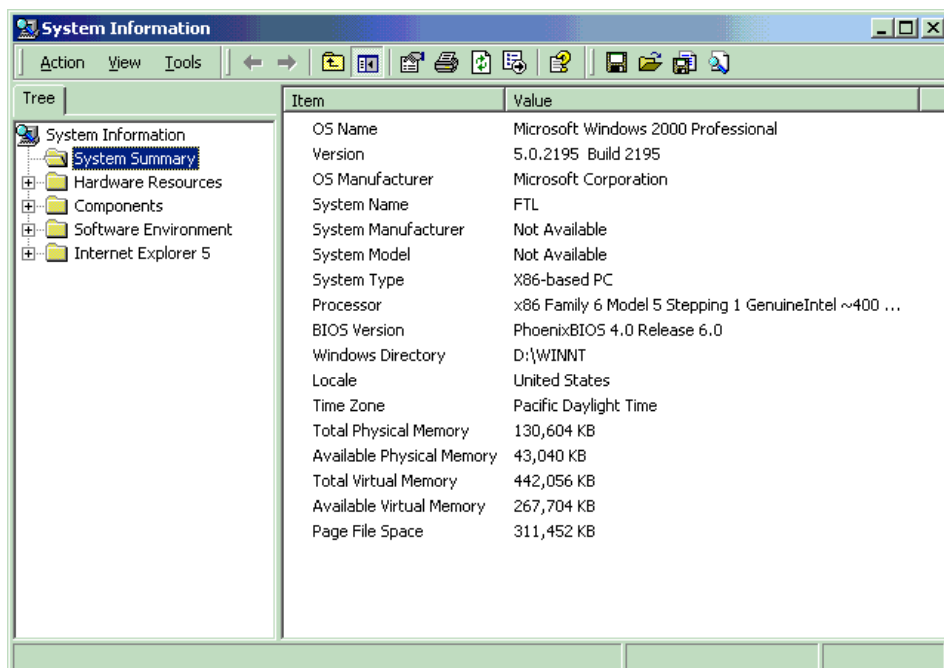 System Information
Action View Tools
Tree
System Information
System Summary
Hardware Resources
Components
Software Environment
Internet Explorer 5
Item Value
OS Name Microsoft Windows 2000 Professional
Version 5.0.2195 Build 2195
OS Manufacturer Microsoft Corporation
System Name FTL
System Manufacturer Not Available
System Model Not Available
System Type X86-based PC
Processor x86 Family 6 Model 5 Stepping 1 GenuineIntel ~400 ...
BIOS Version PhoenixBIOS 4.0 Release 6.0
Windows Directory D:\WINNT
Locale United States
Time Zone Pacific Daylight Time
Total Physical Memory 130,604 KB
Available Physical Memory 43,040 KB
Total Virtual Memory 442,056 KB
Available Virtual Memory 267,704 KB
Page File Space 311,452 KB